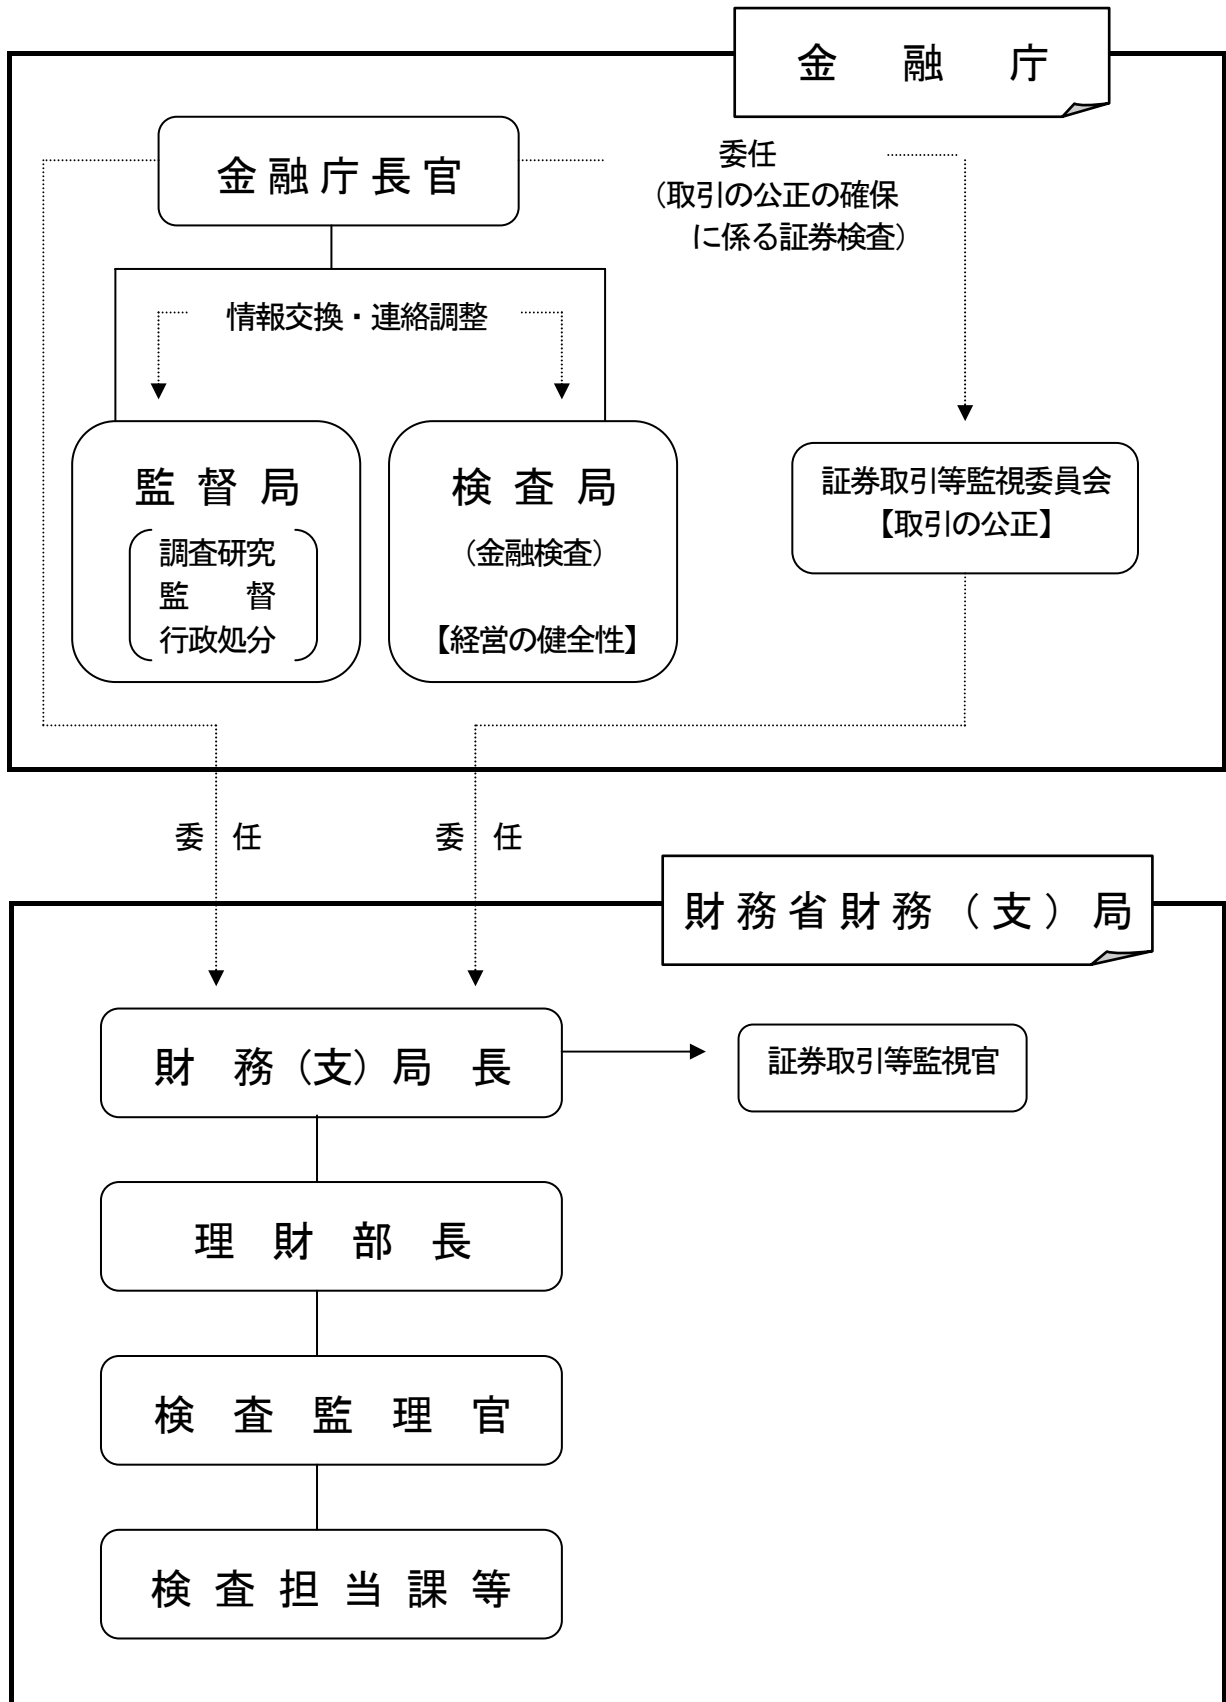 金融庁
金融庁長官
委任
（取引の公正の確保
に係る証券検査）
情報交換・連絡調整
監督局
調査研究
監　督
行政処分
検査局
（金融検査）
【経営の健全性】
証券取引等監視委員会
【取引の公正】
委　任
委　任
財務省財務（支）局
財務（支）局長
証券取引等監視官
理財部長
検査監理官
検査担当課等